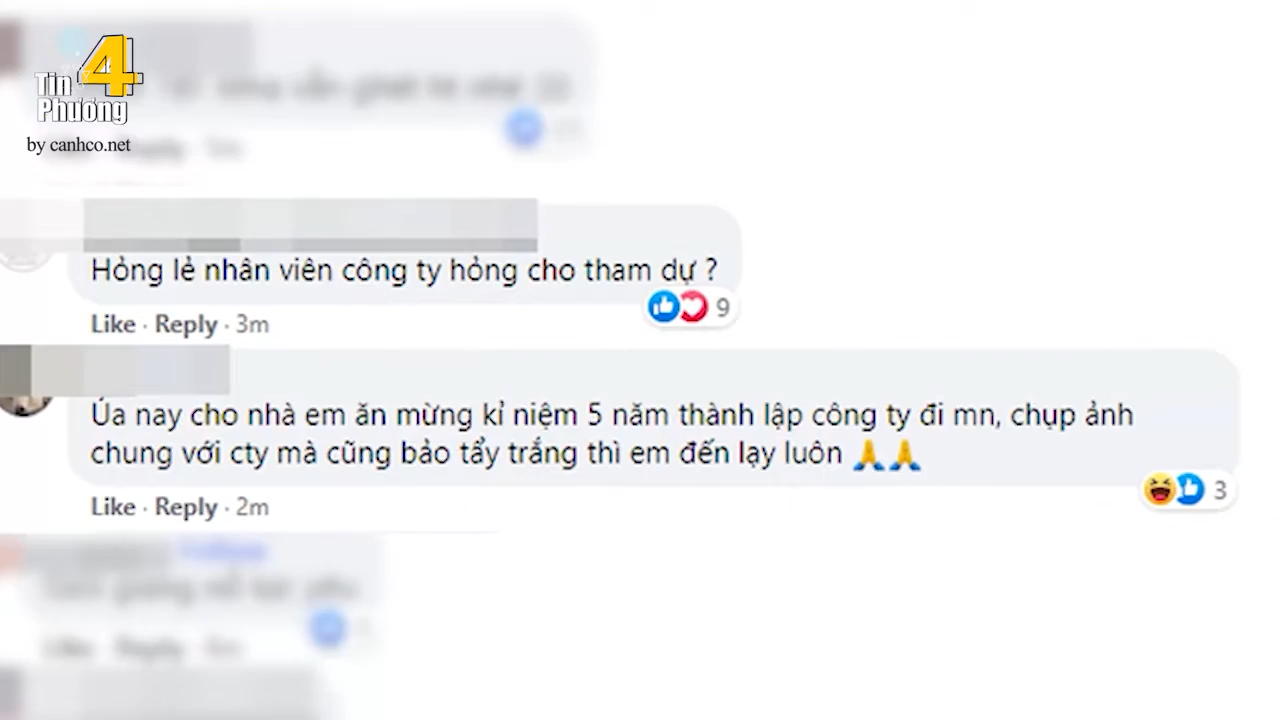 Tin 4
Phương
by canhco.net
Hỏng lẻ nhân viên công ty hỏng cho tham dự ?
9
Like · Reply · 3m
Úa nay cho nhà em ăn mừng kỉ niệm 5 năm thành lập công ty đi mn, chụp ảnh
chung với cty mà cũng bảo tẩy trắng thì em đến lạy luôn 🙏🙏
3
Like · Reply · 2m